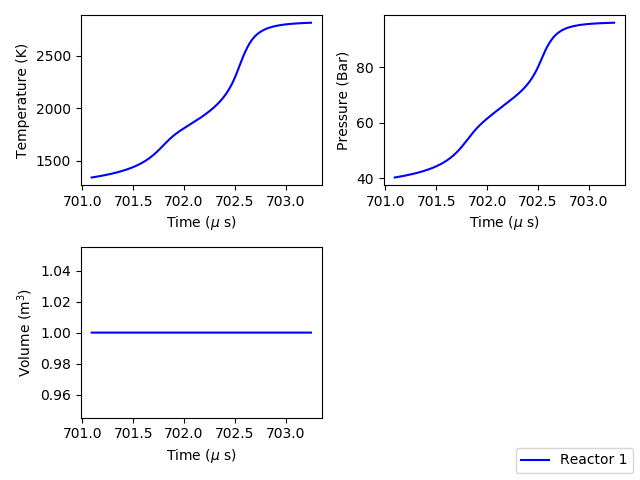 Temperature (K)
2500
2000
1500
701.0 701.5 702.0 702.5 703.0
Time (μ s)
Pressure (Bar)
80
60
40
701.0 701.5 702.0 702.5 703.0
Time (μ s)
Volume (m³)
1.04
1.02
1.00
0.98
0.96
701.0 701.5 702.0 702.5 703.0
Time (μ s)
Reactor 1